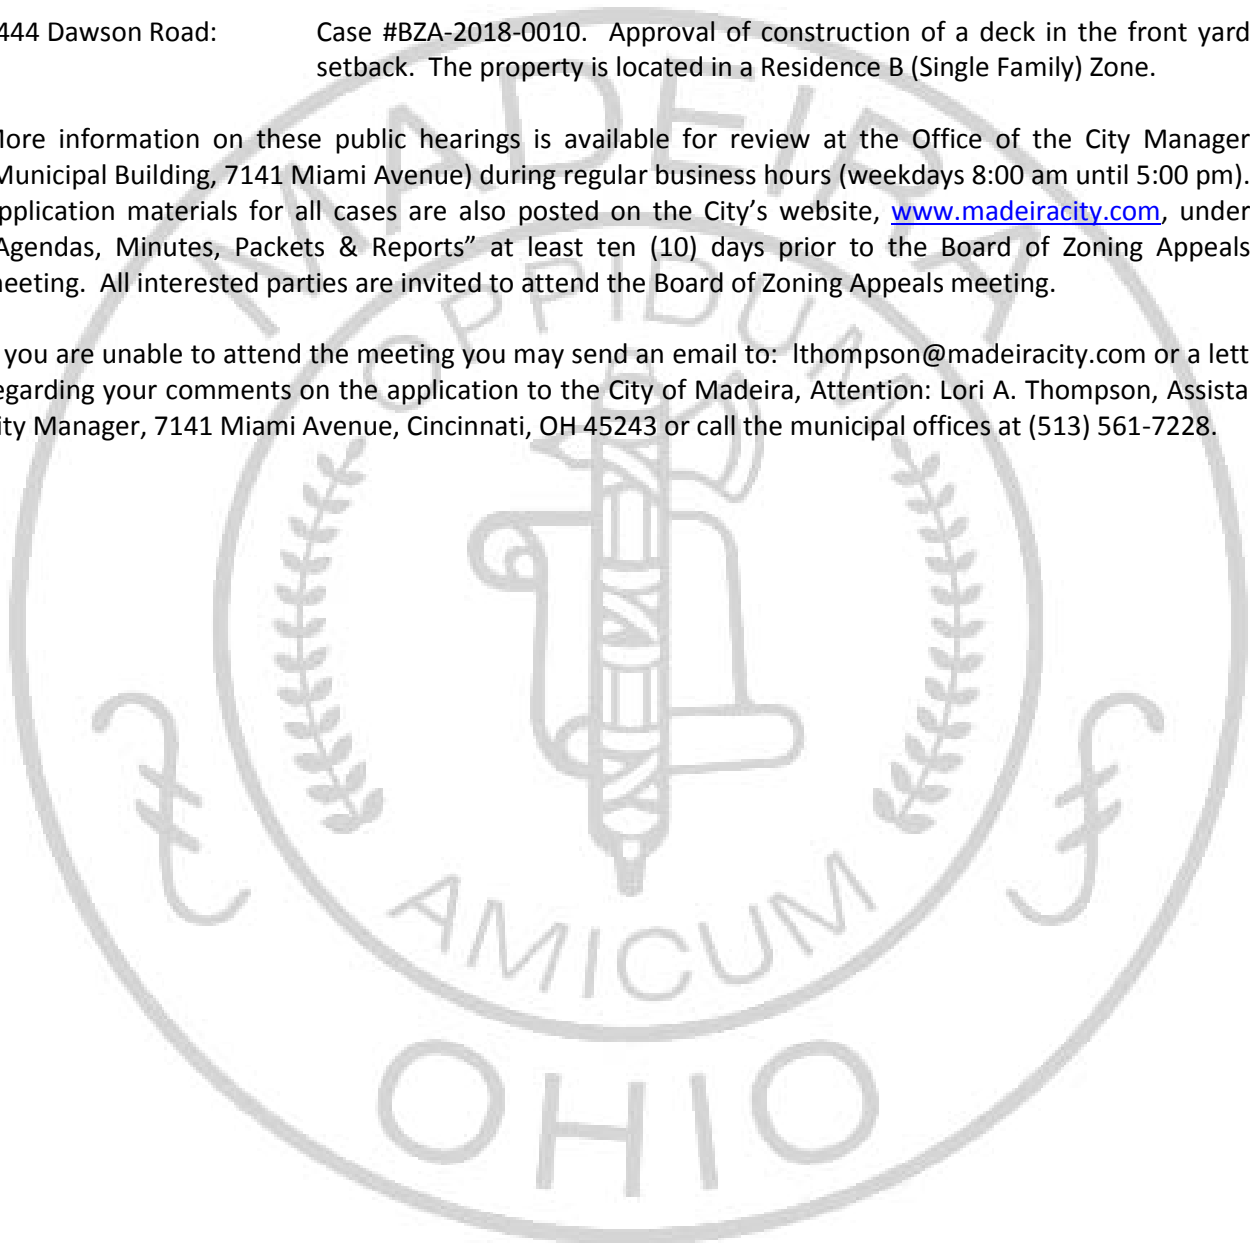 444 Dawson Road: Case #BZA-2018-0010. Approval of construction of a deck in the front yard
setback. The property is located in a Residence B (Single Family) Zone.
More information on these public hearings is available for review at the Office of the City Manager
Municipal Building, 7141 Miami Avenue) during regular business hours (weekdays 8:00 am until 5:00 pm).
pplication materials for all cases are also posted on the City’s website, www.madeiracity.com, under
Agendas, Minutes, Packets & Reports” at least ten (10) days prior to the Board of Zoning Appeals
meeting. All interested parties are invited to attend the Board of Zoning Appeals meeting.
you are unable to attend the meeting you may send an email to: lthompson@madeiracity.com or a lett
egarding your comments on the application to the City of Madeira, Attention: Lori A. Thompson, Assista
ity Manager, 7141 Miami Avenue, Cincinnati, OH 45243 or call the municipal offices at (513) 561-7228.
MADEIRA
OPPIDUM
AMICUM
OHIO